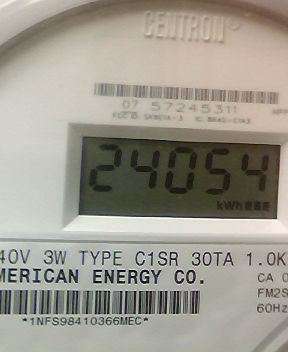 CENTRON®
07 57245311
24054
kWh
40V 3W TYPE C1SR 30TA 1.0K
MERICAN ENERGY CO.
CA 0
FM2S
60Hz
*1NFS98410366MEC*